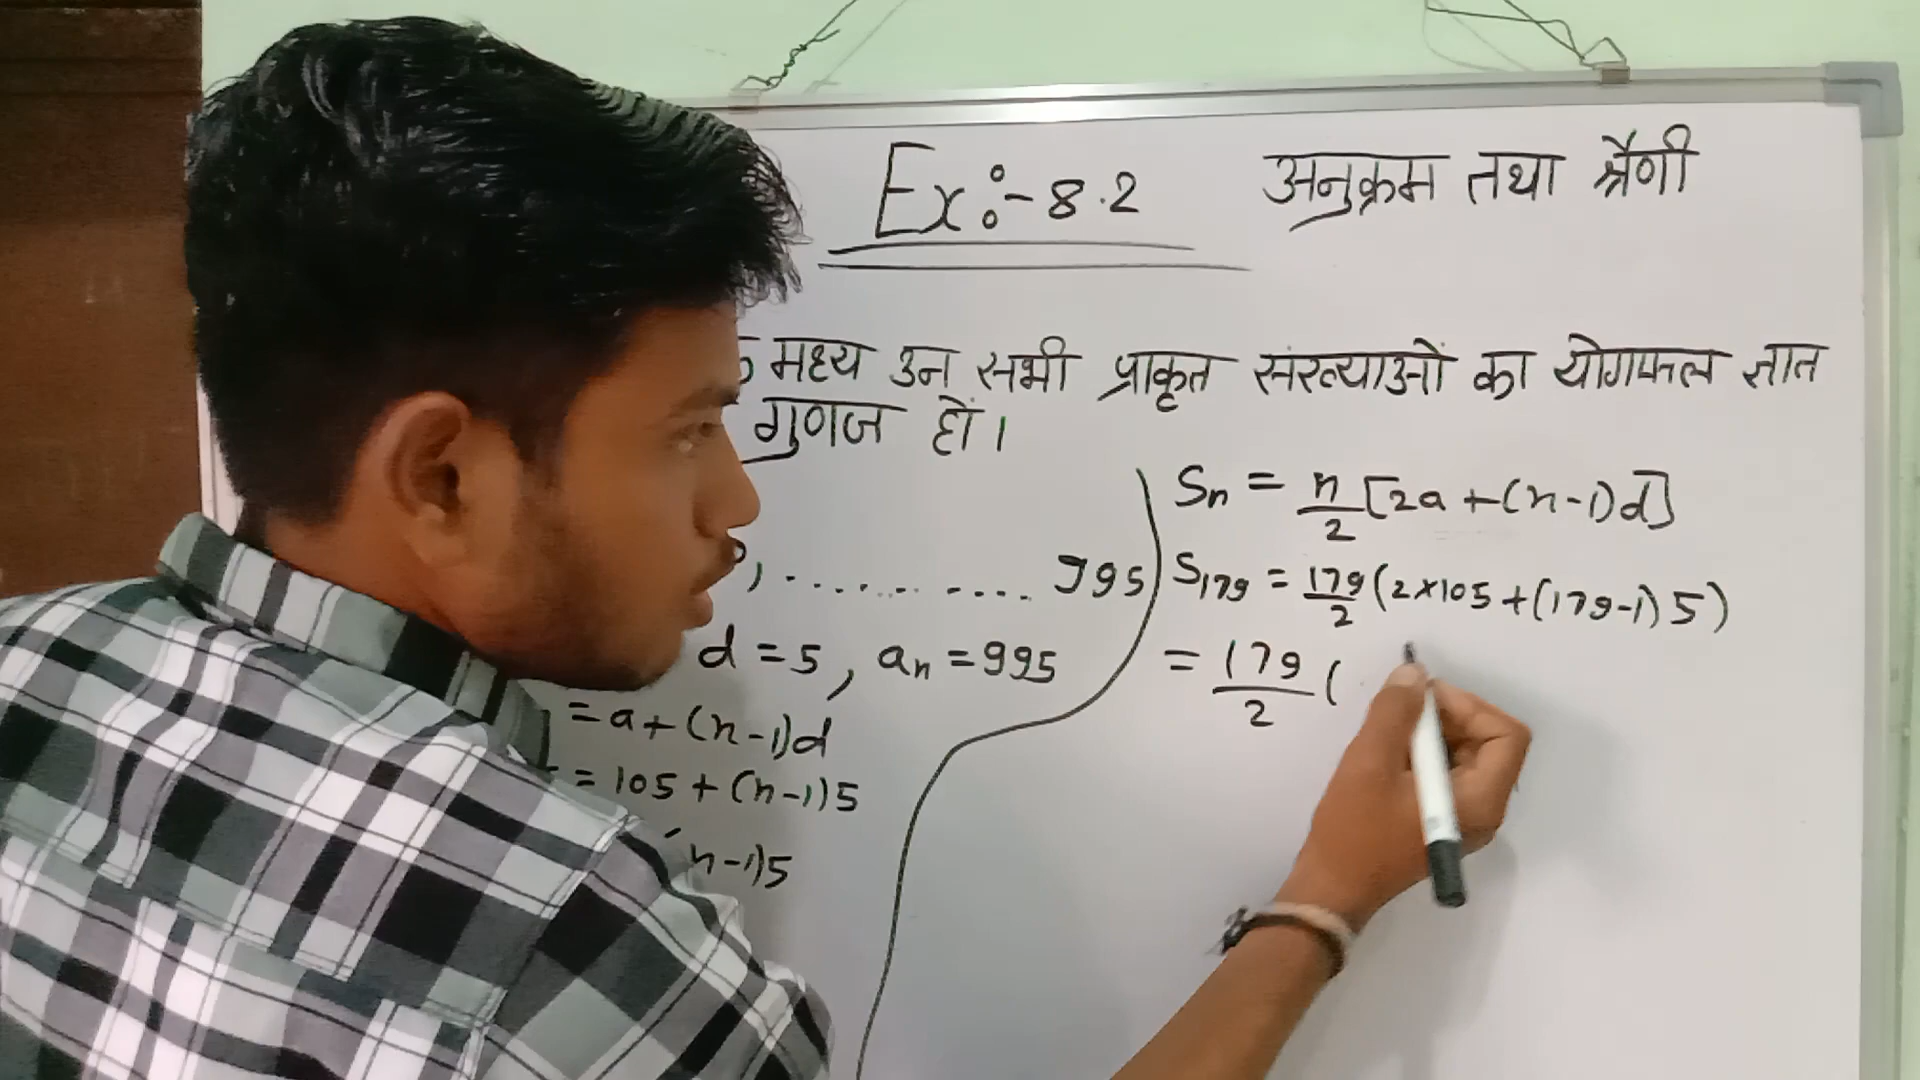 Ex:- 8.2 अनुक्रम तथा श्रेणी
मध्य उन सभी प्राकृत संख्याओं का योगफल ज्ञात
गुणज हों।
, ............ 995
d = 5, aₙ = 995
= a + (n-1)d
= 105 + (n-1)5
n-1)5
Sₙ = n/2 [2a + (n-1)d]
S₁₇₉ = 179/2 (2×105 + (179-1)5)
= 179/2 (